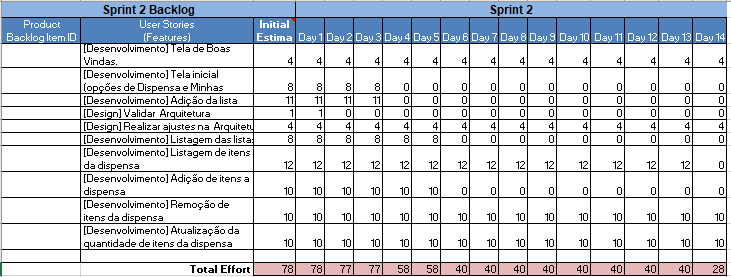 Sprint 2 Backlog Sprint 2
Product User Stories Initial
Backlog Item ID (Features) Estima Day 1 Day 2 Day 3 Day 4 Day 5 Day 6 Day 7 Day 8 Day 9 Day 10 Day 11 Day 12 Day 13 Day 14
[Desenvolvimento] Tela de Boas
Vindas. 4 4 4 4 4 4 4 4 4 4 4 4 4 4 4
[Desenvolvimento] Tela inicial
(opções de Dispensa e Minhas 8 8 8 8 0 0 0 0 0 0 0 0 0 0 0
[Desenvolvimento] Adição da lista 11 11 11 11 0 0 0 0 0 0 0 0 0 0 0
[Design] Validar Arquitetura 1 1 0 0 0 0 0 0 0 0 0 0 0 0 0
[Design] Realizar ajustes na Arquitetu 4 4 4 4 4 4 4 4 4 4 4 4 4 4 4
[Desenvolvimento] Listagem das lista 8 8 8 8 8 8 0 0 0 0 0 0 0 0 0
[Desenvolvimento] Listagem de itens
da dispensa 12 12 12 12 12 12 12 12 12 12 12 12 12 12 0
[Desenvolvimento] Adição de itens a
dispensa 10 10 10 10 10 10 0 0 0 0 0 0 0 0 0
[Desenvolvimento] Remoção de
itens da dispensa 10 10 10 10 10 10 10 10 10 10 10 10 10 10 10
[Desenvolvimento] Atualização da
quantidade de itens da dispensa 10 10 10 10 10 10 10 10 10 10 10 10 10 10 10
Total Effort 78 78 77 77 58 58 40 40 40 40 40 40 40 40 28